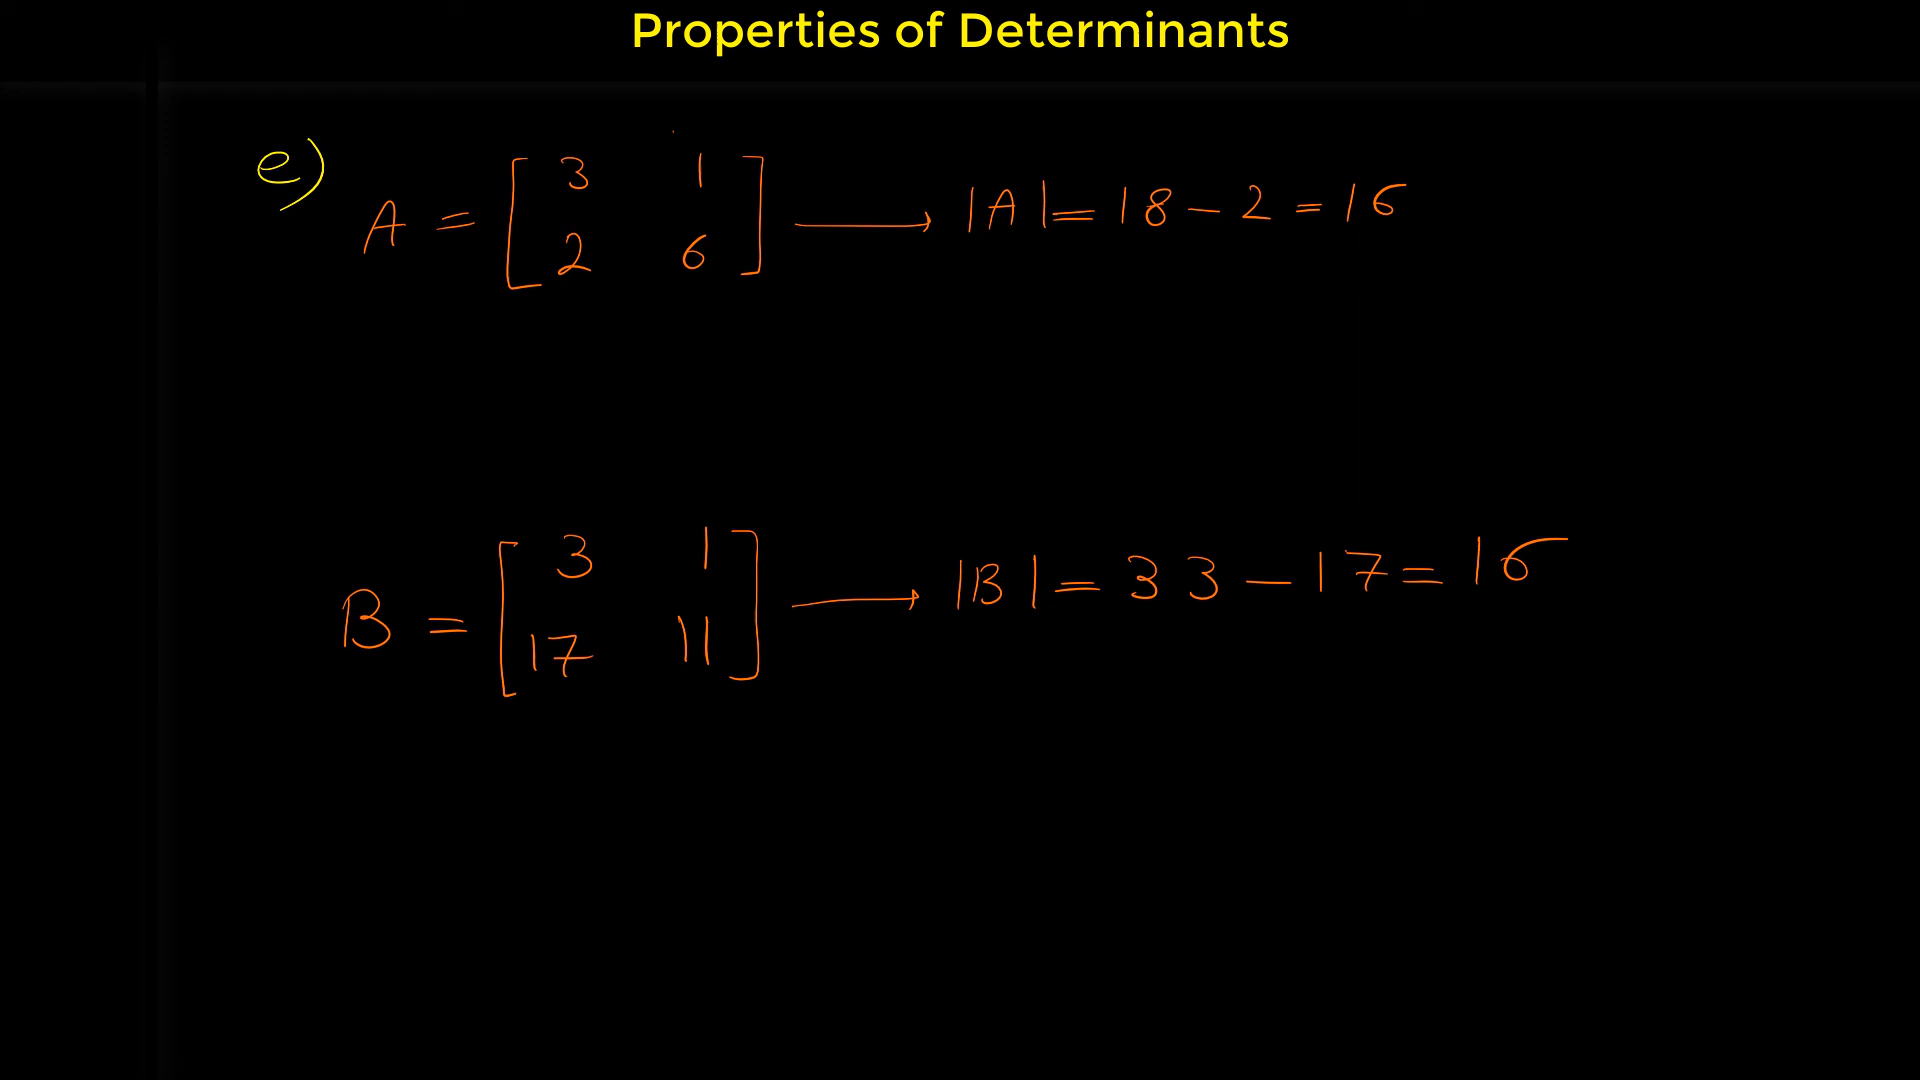 Properties of Determinants
e)
A = [ 3 1
2 6 ] ⟶ |A| = 18 - 2 = 16
B = [ 3 1
17 11 ] ⟶ |B| = 33 - 17 = 16